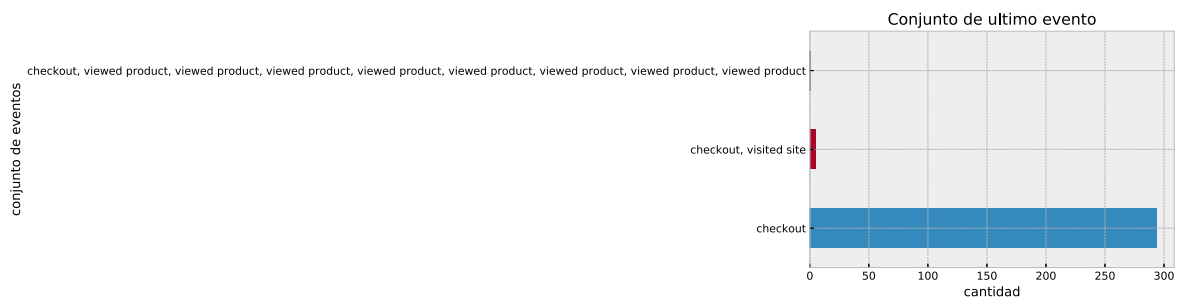 Conjunto de ultimo evento
conjunto de eventos
checkout, viewed product, viewed product, viewed product, viewed product, viewed product, viewed product, viewed product, viewed product
checkout, visited site
checkout
0 50 100 150 200 250 300
cantidad